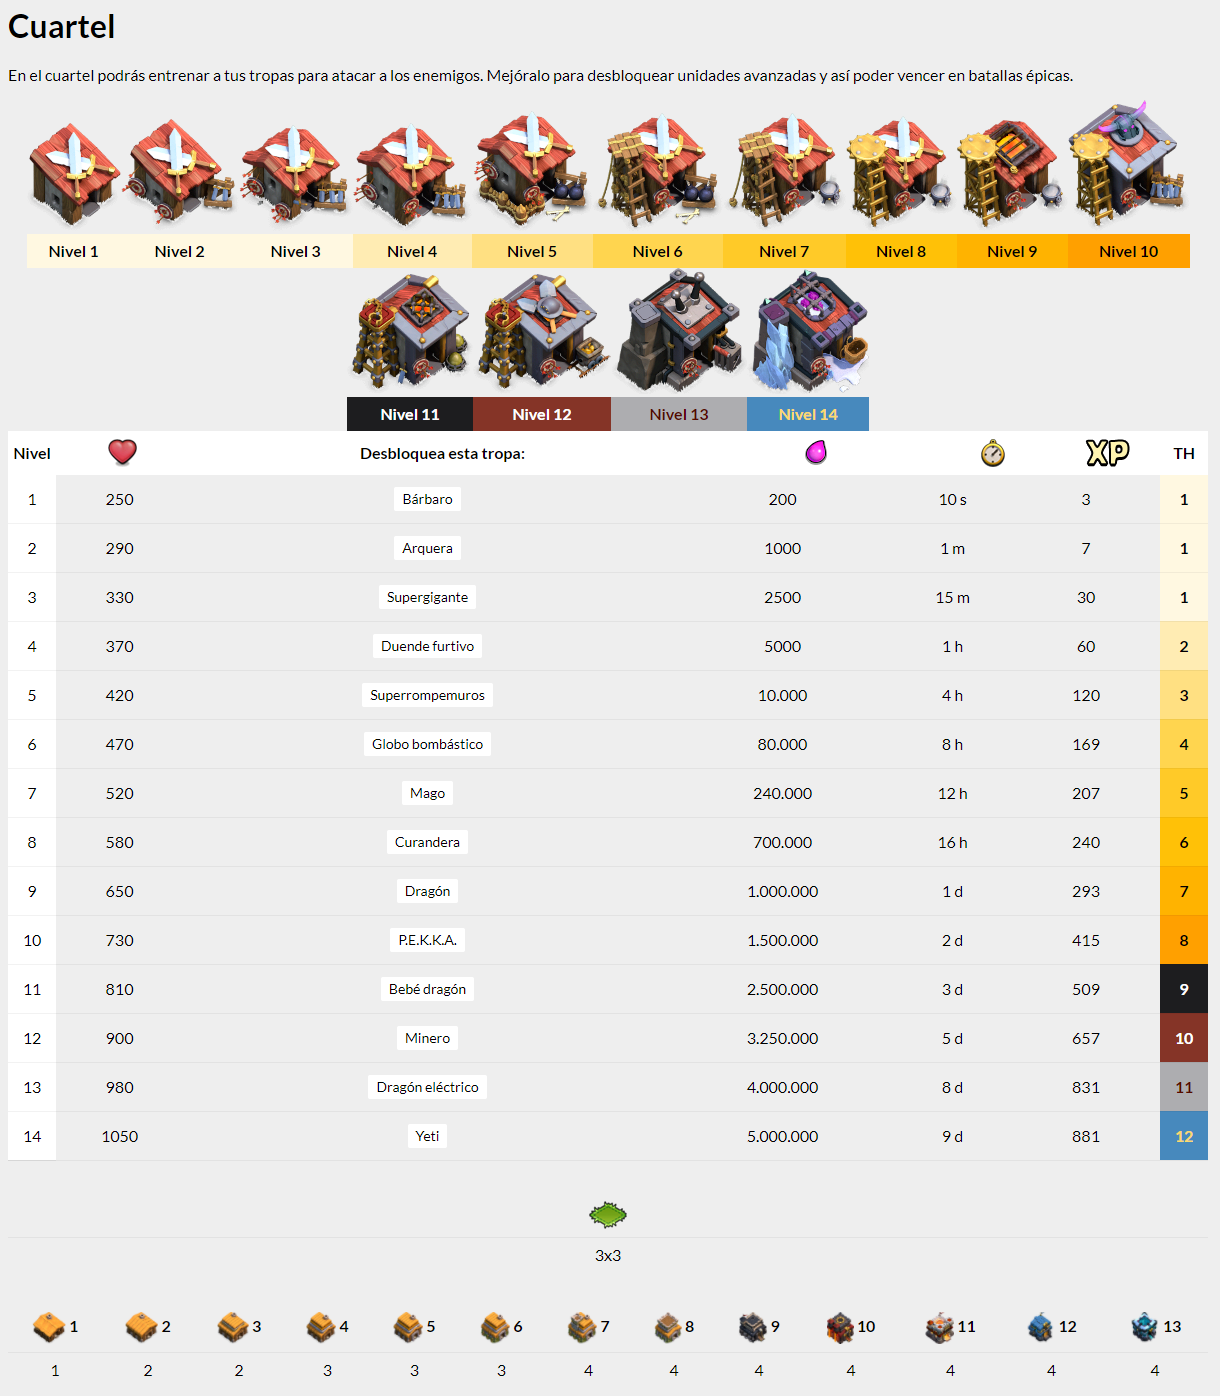 Cuartel
En el cuartel podrás entrenar a tus tropas para atacar a los enemigos. Mejóralo para desbloquear unidades avanzadas y así poder vencer en batallas épicas.
Nivel 1 Nivel 2 Nivel 3 Nivel 4 Nivel 5 Nivel 6 Nivel 7 Nivel 8 Nivel 9 Nivel 10
Nivel 11 Nivel 12 Nivel 13 Nivel 14
Nivel Desbloquea esta tropa: XP TH
1 250 Bárbaro 200 10 s 3 1
2 290 Arquera 1000 1 m 7 1
3 330 Supergigante 2500 15 m 30 1
4 370 Duende furtivo 5000 1 h 60 2
5 420 Superrompemuros 10.000 4 h 120 3
6 470 Globo bombástico 80.000 8 h 169 4
7 520 Mago 240.000 12 h 207 5
8 580 Curandera 700.000 16 h 240 6
9 650 Dragón 1.000.000 1 d 293 7
10 730 P.E.K.K.A. 1.500.000 2 d 415 8
11 810 Bebé dragón 2.500.000 3 d 509 9
12 900 Minero 3.250.000 5 d 657 10
13 980 Dragón eléctrico 4.000.000 8 d 831 11
14 1050 Yeti 5.000.000 9 d 881 12
3x3
1 2 3 4 5 6 7 8 9 10 11 12 13
1 2 2 3 3 3 4 4 4 4 4 4 4